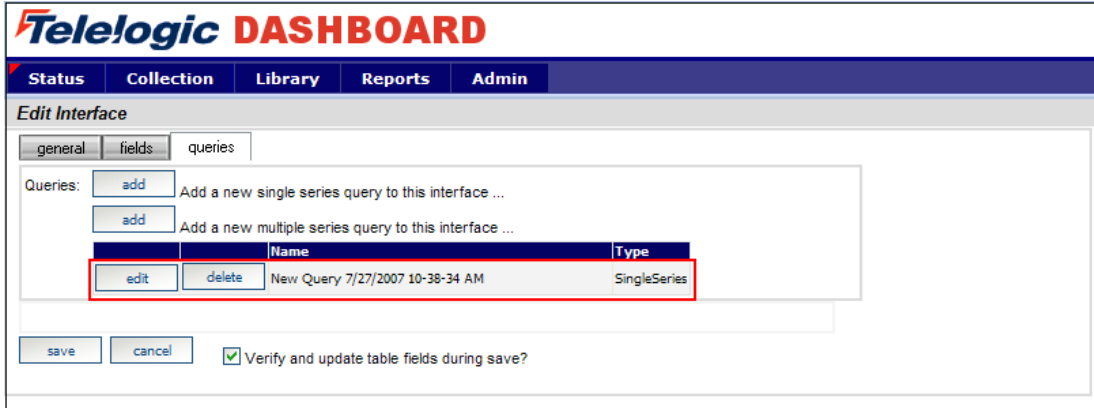 Telelogic DASHBOARD
Status Collection Library Reports Admin
Edit Interface
general fields queries
Queries: add Add a new single series query to this interface ...
add Add a new multiple series query to this interface ...
Name Type
edit delete New Query 7/27/2007 10-38-34 AM SingleSeries
save cancel Verify and update table fields during save?